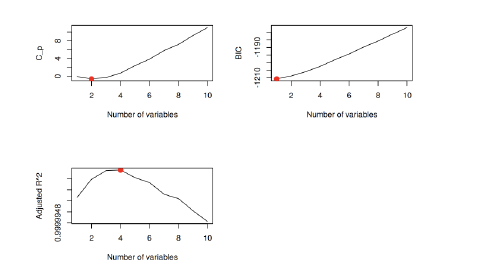 C_p
0 4 8
2 4 6 8 10
Number of variables
BIC
-1210 -1190
2 4 6 8 10
Number of variables
Adjusted R^2
0.9999948
2 4 6 8 10
Number of variables